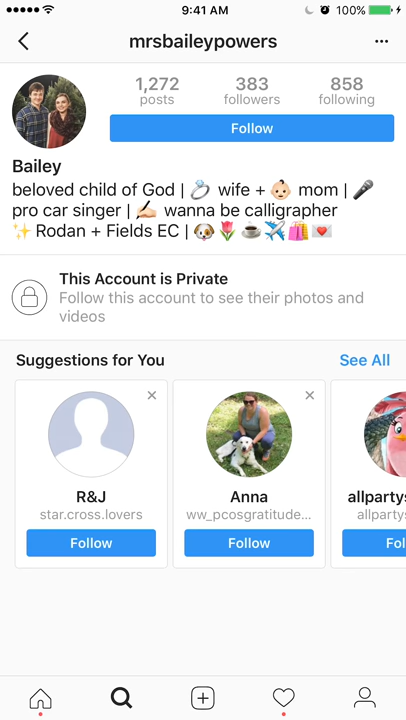 9:41 AM 100%
mrsbaileypowers
1,272 383 858
posts followers following
Follow
Bailey
beloved child of God | 💍 wife + 👶🏻 mom | 🎤
pro car singer | ✍🏻 wanna be calligrapher
✨ Rodan + Fields EC | 🐶🌷☕✈️🛍️💌
This Account is Private
Follow this account to see their photos and
videos
Suggestions for You See All
R&J Anna allparty
star.cross.lovers ww_pcosgratitude... allpartys
Follow Follow Fol